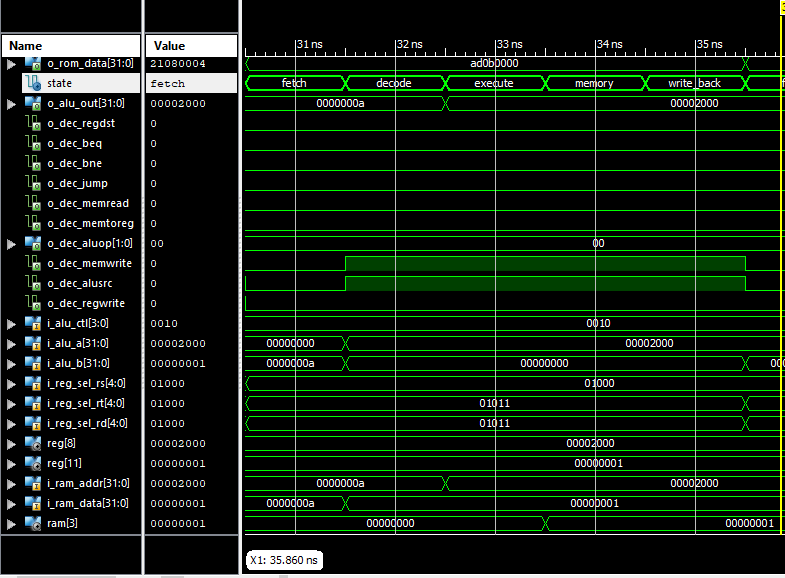 Name Value 31 ns 32 ns 33 ns 34 ns 35 ns
o_rom_data[31:0] 21080004 ad0b0000
state fetch fetch decode execute memory write_back
o_alu_out[31:0] 00002000 0000000a 00002000
o_dec_regdst 0
o_dec_beq 0
o_dec_bne 0
o_dec_jump 0
o_dec_memread 0
o_dec_memtoreg 0
o_dec_aluop[1:0] 00 00
o_dec_memwrite 0
o_dec_alusrc 0
o_dec_regwrite 0
i_alu_ctl[3:0] 0010 0010
i_alu_a[31:0] 00002000 00000000 00002000
i_alu_b[31:0] 00000001 0000000a 00000000 00
i_reg_sel_rs[4:0] 01000 01000
i_reg_sel_rt[4:0] 01000 01011
i_reg_sel_rd[4:0] 01000 01011
reg[8] 00002000 00002000
reg[11] 00000001 00000001
i_ram_addr[31:0] 00002000 0000000a 00002000
i_ram_data[31:0] 00000001 0000000a 00000001
ram[3] 00000001 00000000 00000001
X1: 35.860 ns